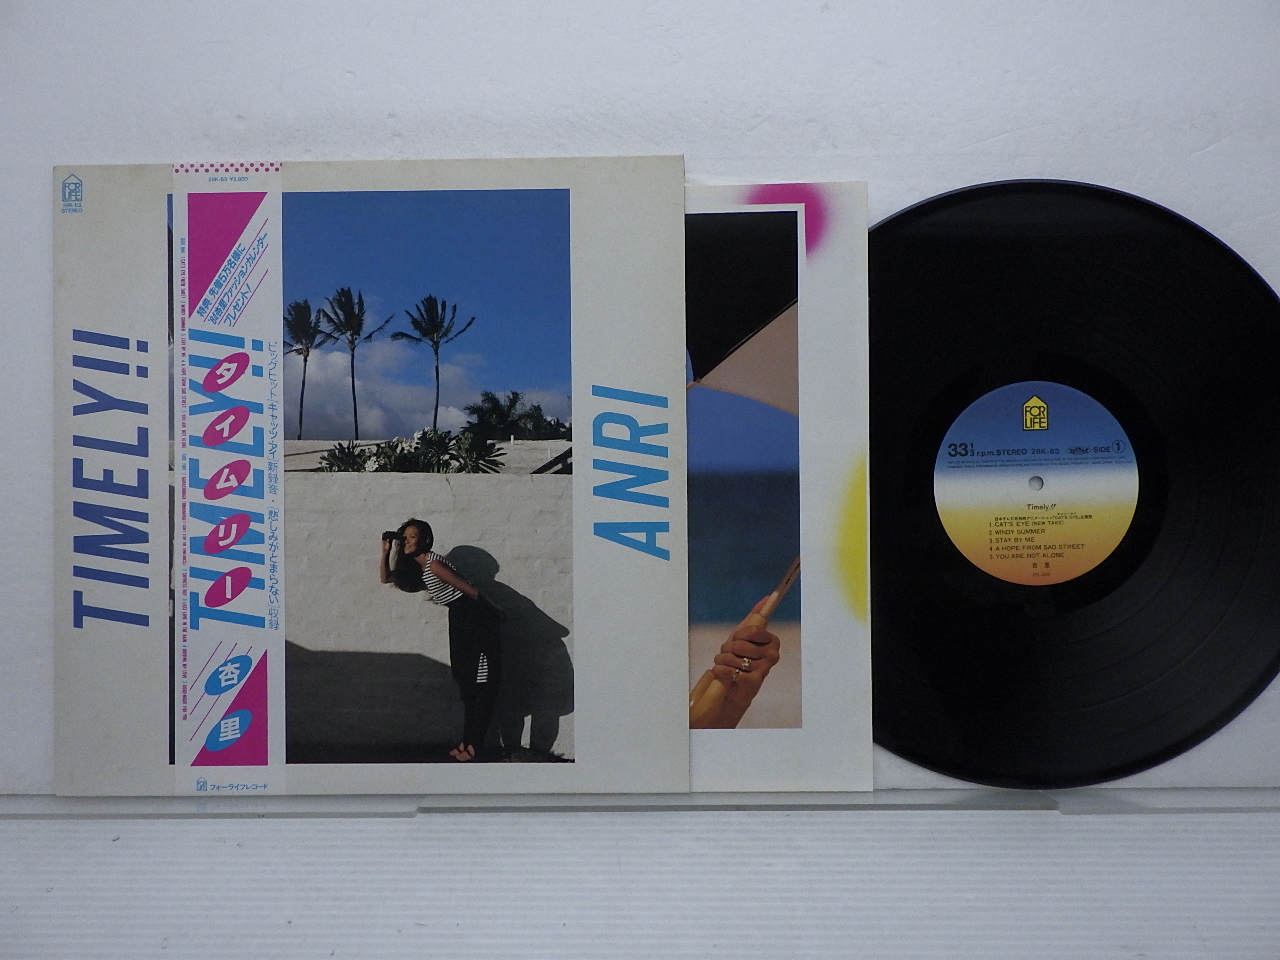 FOR
LIFE
28K-83
STEREO
TIMELY!!
28K-83 ¥2,800
特典 先着5万名様に
'84杏里ファッションカレンダー
プレゼント!
TIMELY!!
タイムリー
ビッグヒット[キャッツ・アイ]新録音・[悲しみがとまらない]収録
杏里
フォーライフレコード
ANRI
FOR
LIFE
33 1/3 r.p.m. STEREO 28K-83 SIDE 1
Timely!!
1. CAT'S EYE (NEW TAKE)
2. WINDY SUMMER
3. STAY BY ME
4. A HOPE FROM SAD STREET
5. YOU ARE NOT ALONE
杏里